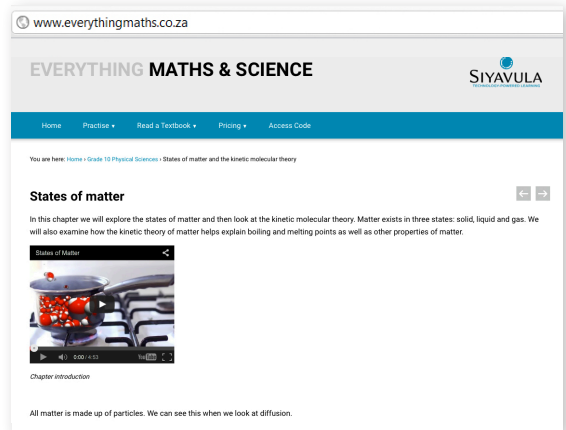 www.everythingmaths.co.za
EVERYTHING MATHS & SCIENCE
SIYAVULA
TECHNOLOGY-POWERED LEARNING
Home Practise ▾ Read a Textbook ▾ Pricing ▾ Access Code
You are here: Home › Grade 10 Physical Sciences › States of matter and the kinetic molecular theory
States of matter
In this chapter we will explore the states of matter and then look at the kinetic molecular theory. Matter exists in three states: solid, liquid and gas. We
will also examine how the kinetic theory of matter helps explain boiling and melting points as well as other properties of matter.
States of Matter
0:00 / 4:53 YouTube
Chapter introduction
All matter is made up of particles. We can see this when we look at diffusion.